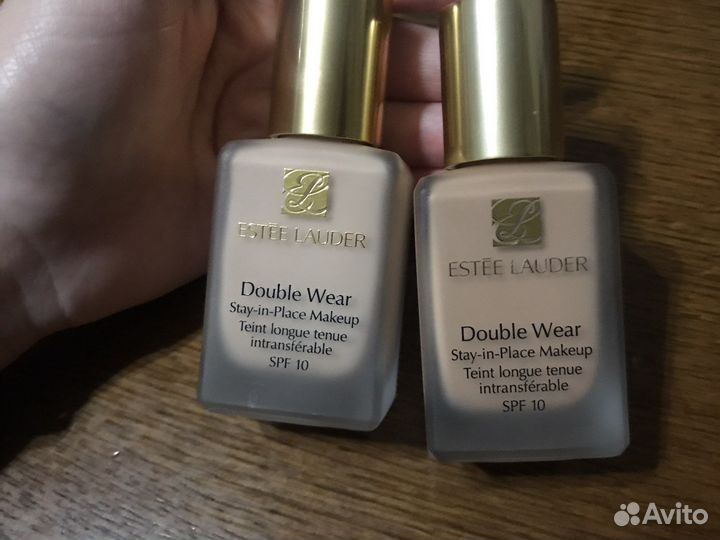 ESTĒE LAUDER
Double Wear
Stay-in-Place Makeup
Teint longue tenue
intransférable
SPF 10
ESTĒE LAUDER
Double Wear
Stay-in-Place Makeup
Teint longue tenue
intransférable
SPF 10
Avito